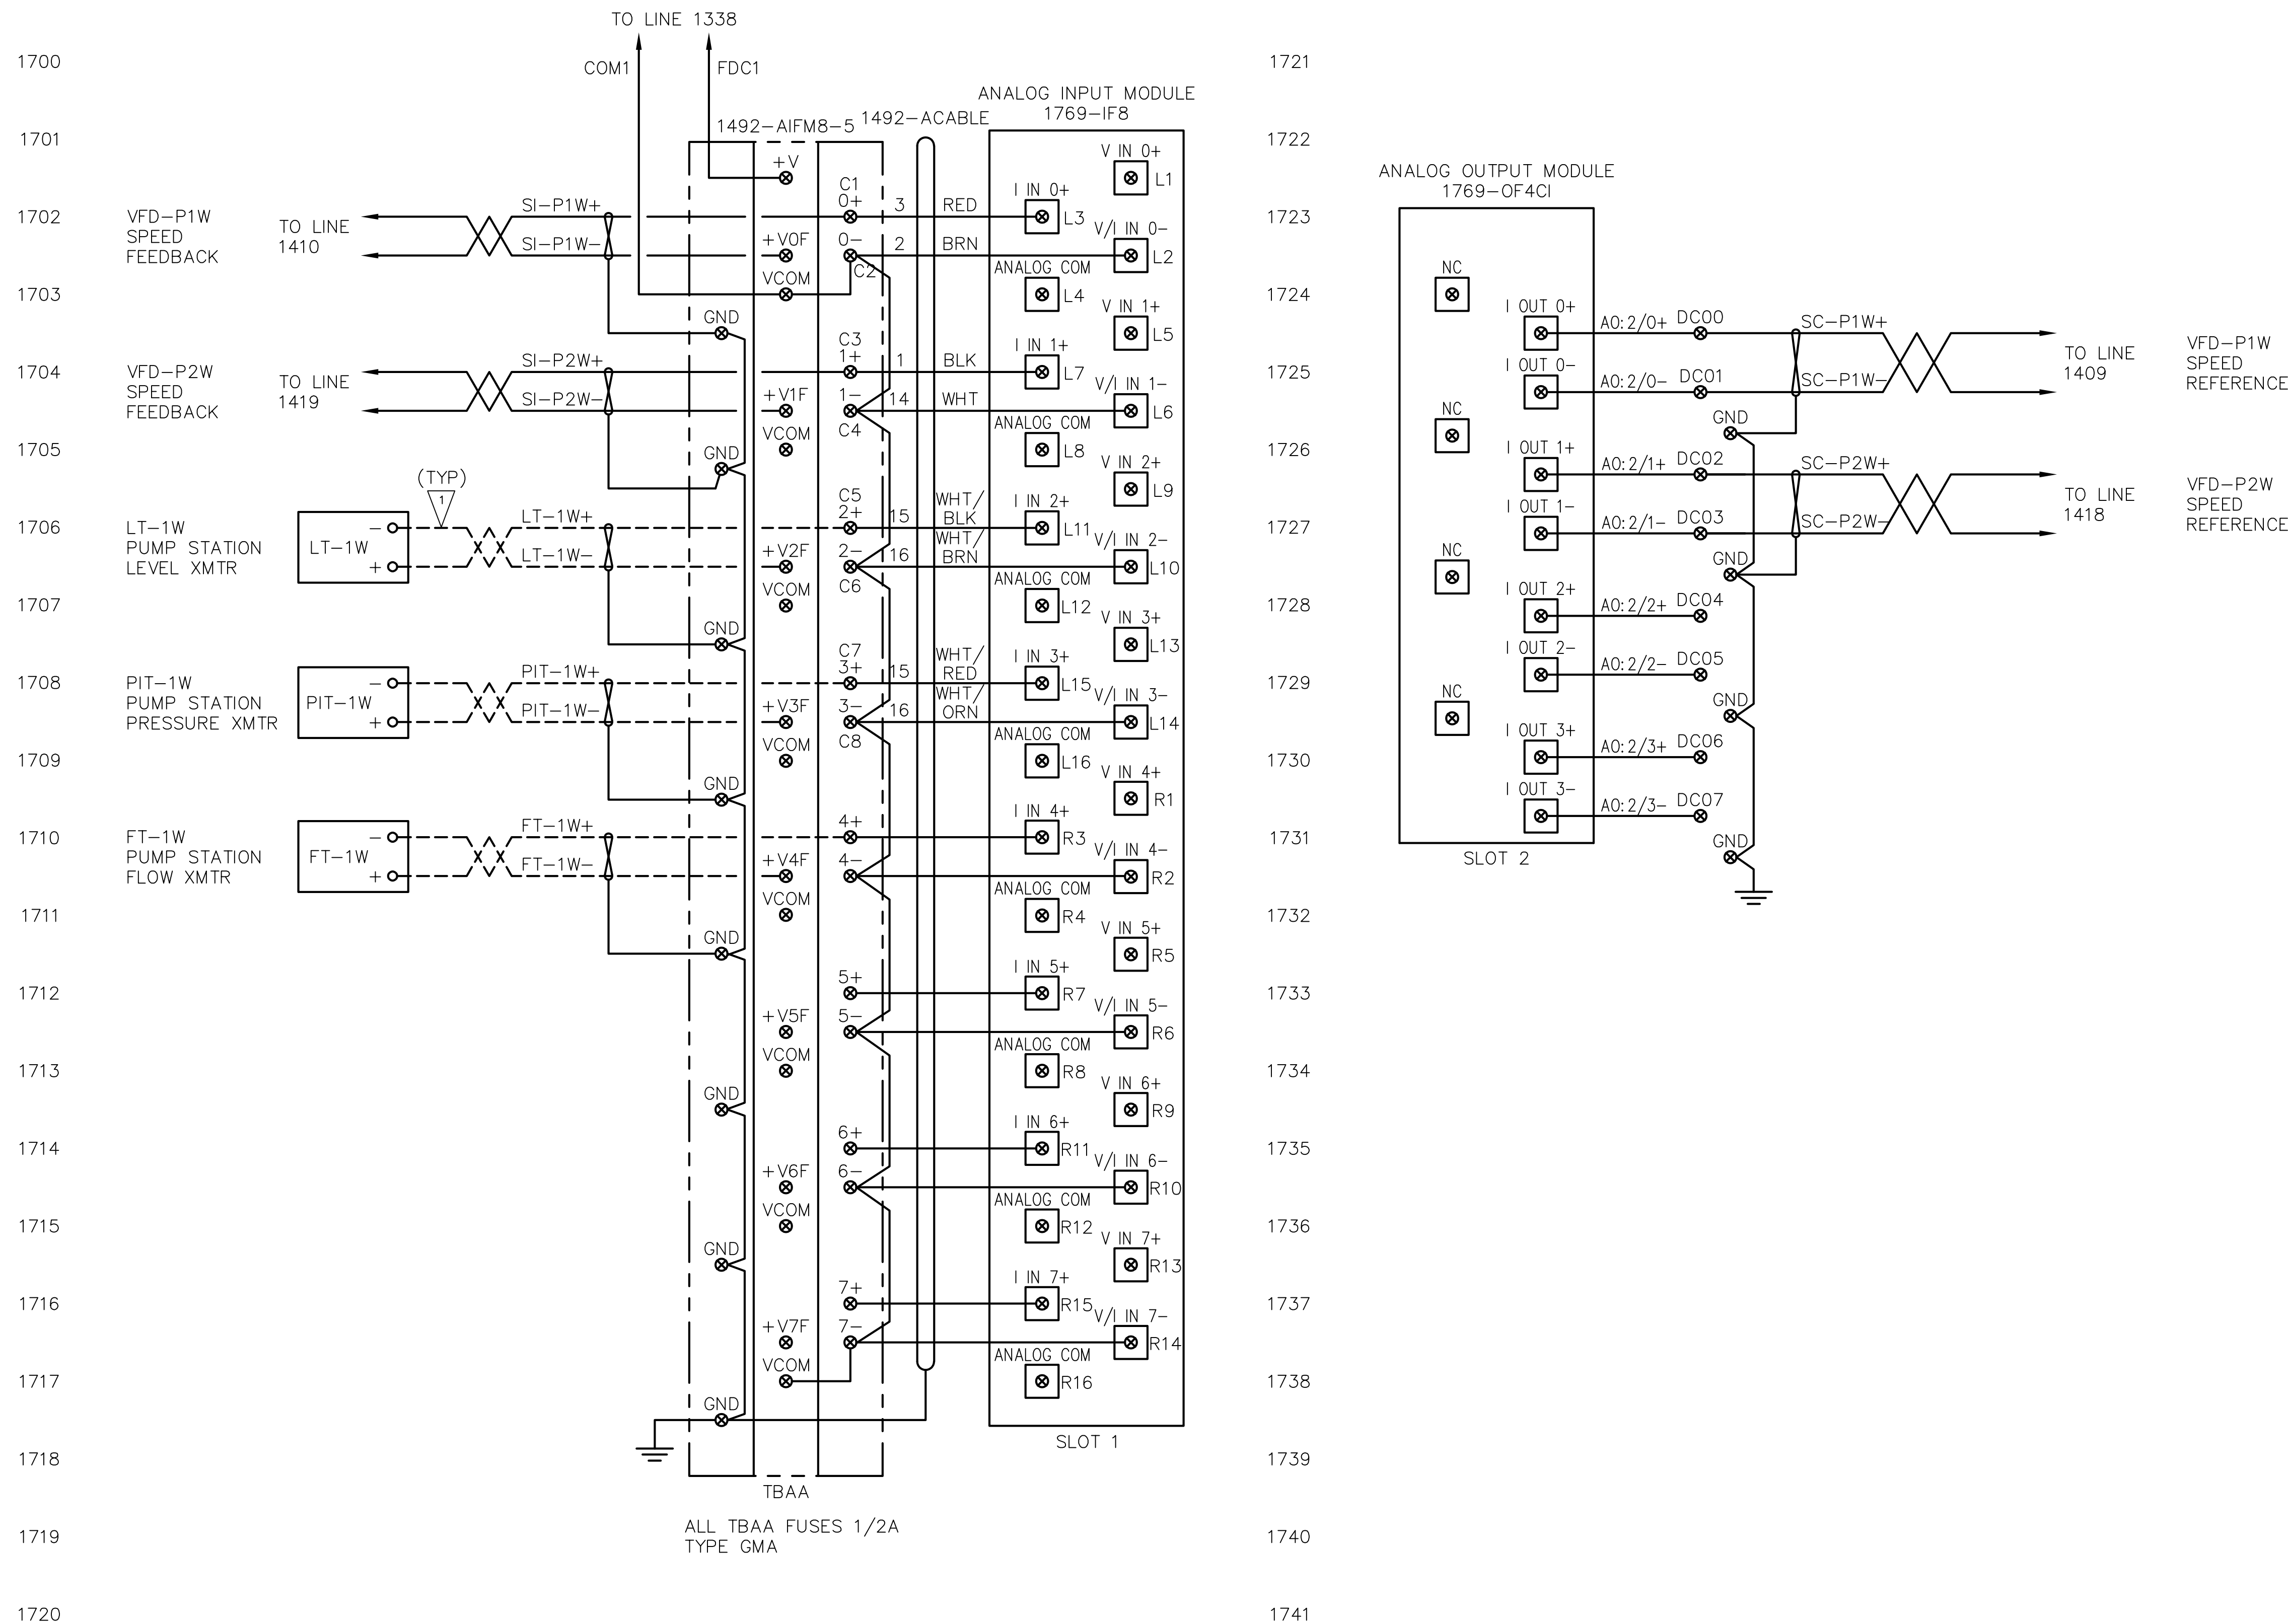 TO LINE 1338
COM1
FDC1
1700
1701
1702
1703
1704
1705
1706
1707
1708
1709
1710
1711
1712
1713
1714
1715
1716
1717
1718
1719
1720
VFD-P1W
SPEED
FEEDBACK
TO LINE
1410
SI-P1W+
SI-P1W-
VFD-P2W
SPEED
FEEDBACK
TO LINE
1419
SI-P2W+
SI-P2W-
(TYP)
1
LT-1W
PUMP STATION
LEVEL XMTR
LT-1W
-
+
LT-1W+
LT-1W-
PIT-1W
PUMP STATION
PRESSURE XMTR
PIT-1W
-
+
PIT-1W+
PIT-1W-
FT-1W
PUMP STATION
FLOW XMTR
FT-1W
-
+
FT-1W+
FT-1W-
1492-AIFM8-5
+V
+V0F
VCOM
+V1F
VCOM
+V2F
VCOM
+V3F
VCOM
+V4F
VCOM
+V5F
VCOM
+V6F
VCOM
+V7F
VCOM
GND
GND
GND
GND
GND
GND
GND
GND
C1
0+
0-
C2
C3
1+
1-
C4
C5
2+
2-
C6
C7
3+
3-
C8
4+
4-
5+
5-
6+
6-
7+
7-
TBAA
ALL TBAA FUSES 1/2A
TYPE GMA
1492-ACABLE
3 RED
2 BRN
1 BLK
14 WHT
15 WHT/
BLK
16 WHT/
BRN
15 WHT/
RED
16 WHT/
ORN
ANALOG INPUT MODULE
1769-IF8
V IN 0+
L1
I IN 0+
L3
V/I IN 0-
L2
ANALOG COM
L4
V IN 1+
L5
I IN 1+
L7
V/I IN 1-
L6
ANALOG COM
L8
V IN 2+
L9
I IN 2+
L11
V/I IN 2-
L10
ANALOG COM
L12
V IN 3+
L13
I IN 3+
L15
V/I IN 3-
L14
ANALOG COM
L16
V IN 4+
R1
I IN 4+
R3
V/I IN 4-
R2
ANALOG COM
R4
V IN 5+
R5
I IN 5+
R7
V/I IN 5-
R6
ANALOG COM
R8
V IN 6+
R9
I IN 6+
R11
V/I IN 6-
R10
ANALOG COM
R12
V IN 7+
R13
I IN 7+
R15
V/I IN 7-
R14
ANALOG COM
R16
SLOT 1
1721
1722
1723
1724
1725
1726
1727
1728
1729
1730
1731
1732
1733
1734
1735
1736
1737
1738
1739
1740
1741
ANALOG OUTPUT MODULE
1769-OF4CI
NC
NC
NC
NC
I OUT 0+
I OUT 0-
I OUT 1+
I OUT 1-
I OUT 2+
I OUT 2-
I OUT 3+
I OUT 3-
SLOT 2
AO:2/0+ DC00
AO:2/0- DC01
AO:2/1+ DC02
AO:2/1- DC03
AO:2/2+ DC04
AO:2/2- DC05
AO:2/3+ DC06
AO:2/3- DC07
GND
GND
GND
GND
SC-P1W+
SC-P1W-
TO LINE
1409
VFD-P1W
SPEED
REFERENCE
SC-P2W+
SC-P2W-
TO LINE
1418
VFD-P2W
SPEED
REFERENCE